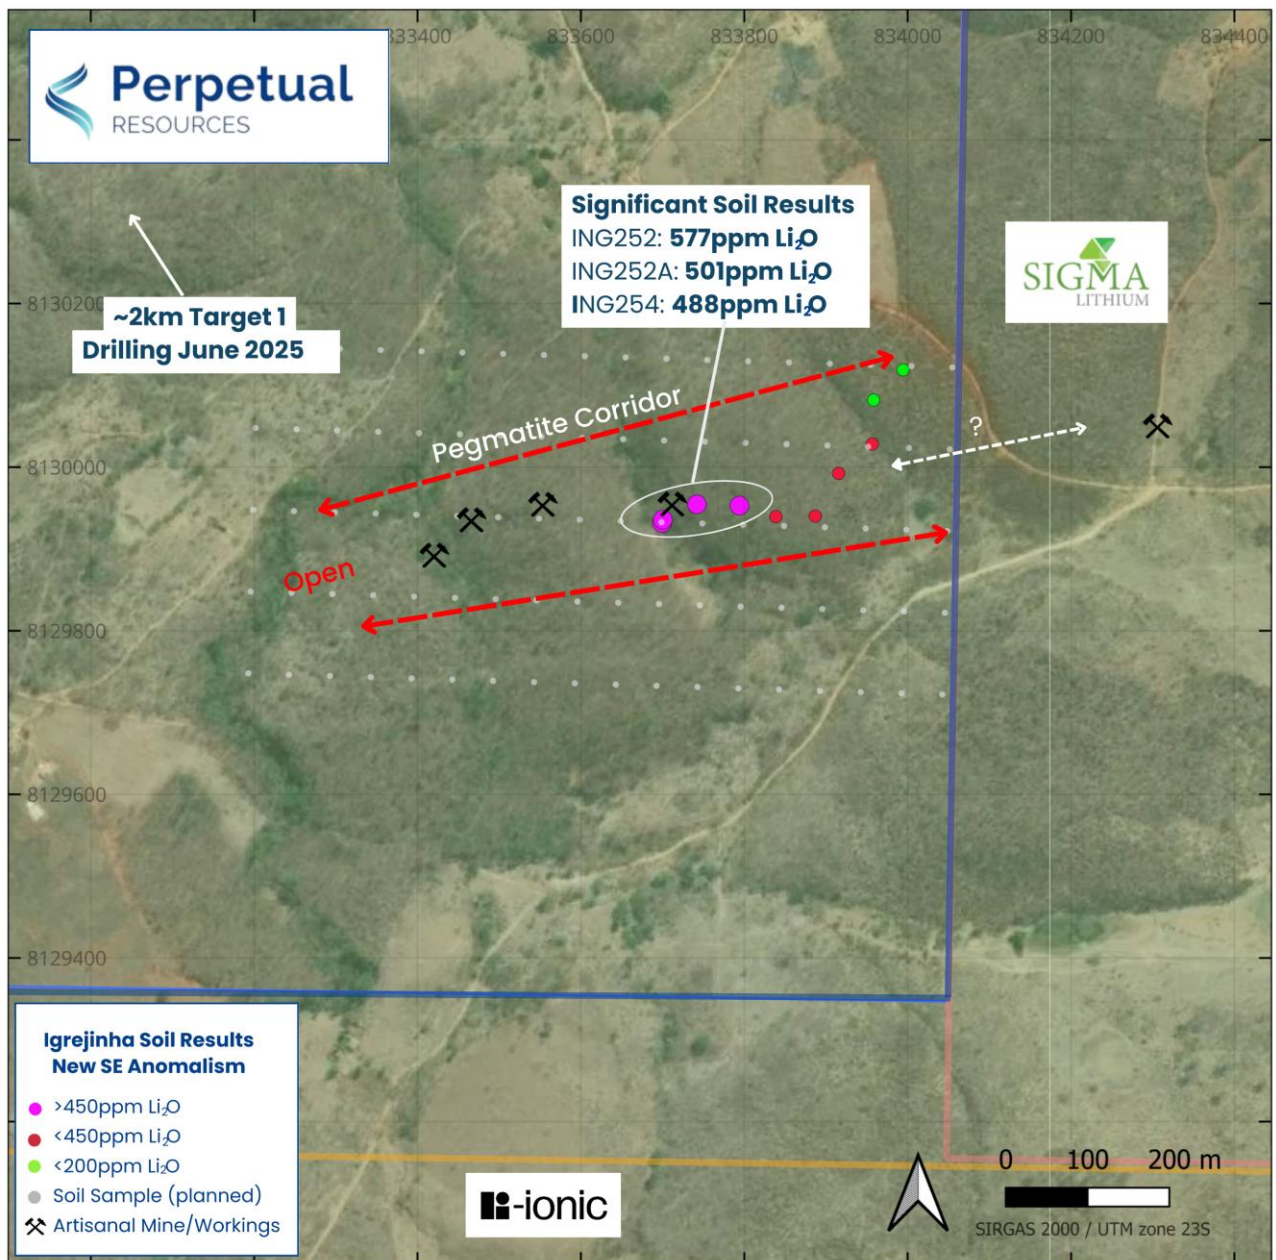 833400 833600 833800 834000 834200 834400
Perpetual
RESOURCES
Significant Soil Results
ING252: 577ppm Li₂O
ING252A: 501ppm Li₂O
ING254: 488ppm Li₂O
SIGMA
LITHIUM
8130200
~2km Target 1
Drilling June 2025
Pegmatite Corridor
?
8130000
Open
8129800
8129600
8129400
Igrejinha Soil Results
New SE Anomalism
>450ppm Li₂O
<450ppm Li₂O
<200ppm Li₂O
Soil Sample (planned)
Artisanal Mine/Workings
Li-ionic
0 100 200 m
SIRGAS 2000 / UTM zone 23S